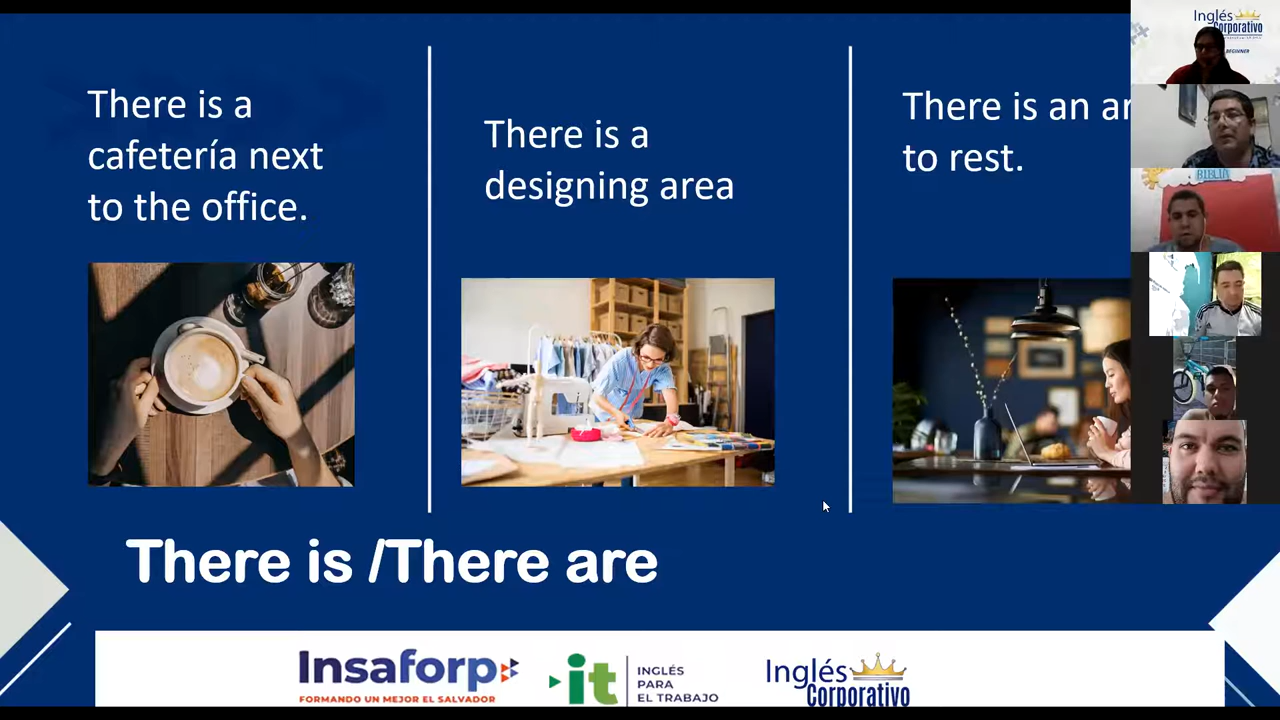 There is a
cafetería next
to the office.
There is a
designing area
There is an
to rest.
There is /There are
Insaforp
FORMANDO UN MEJOR EL SALVADOR
it
INGLÉS
PARA
EL TRABAJO
Inglés
Corporativo
Inglés
Corporativo
BEGINNER
BIBLIA